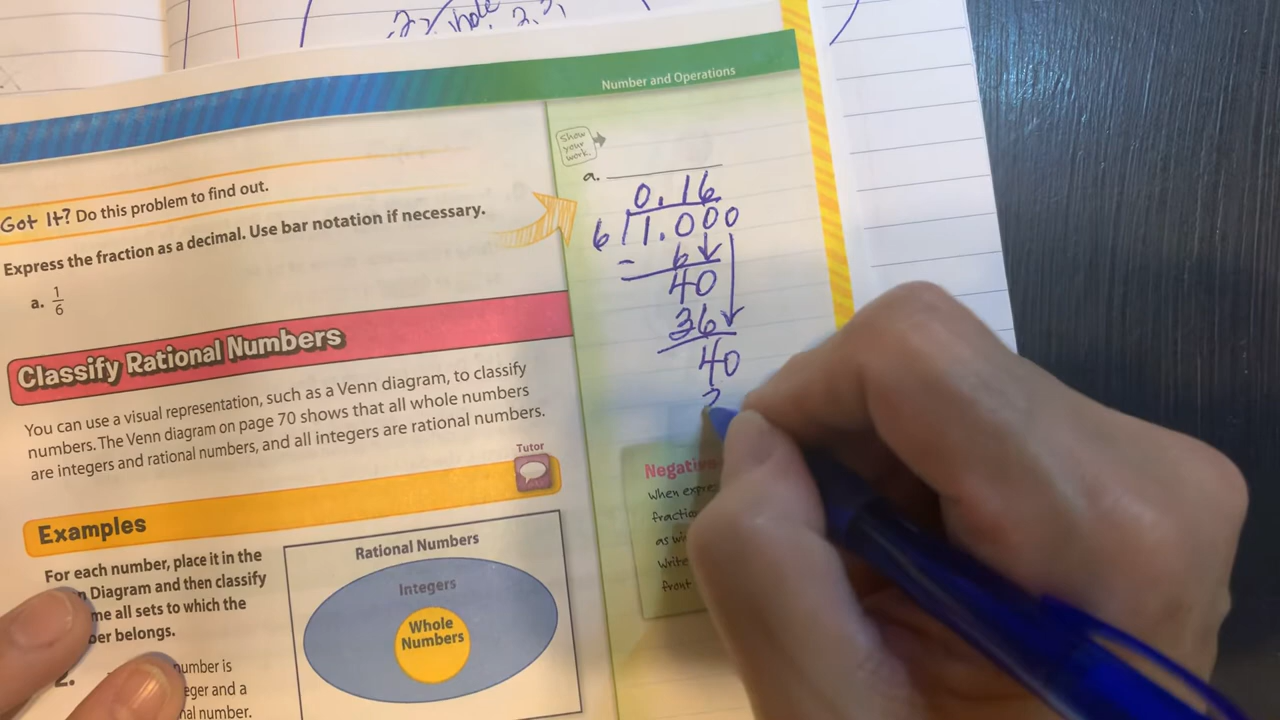 Number and Operations
show
your
work.
Got It? Do this problem to find out.
Express the fraction as a decimal. Use bar notation if necessary.
a. 1/6
a.
0.16
6 1.000
- 6
40
36
40
3
Classify Rational Numbers
You can use a visual representation, such as a Venn diagram, to classify
numbers. The Venn diagram on page 70 shows that all whole numbers
are integers and rational numbers, and all integers are rational numbers.
Tutor
Examples
For each number, place it in the
Diagram and then classify
all sets to which the
belongs.
2.
number is
and a
number.
Rational Numbers
Integers
Whole
Numbers
When
Write
front